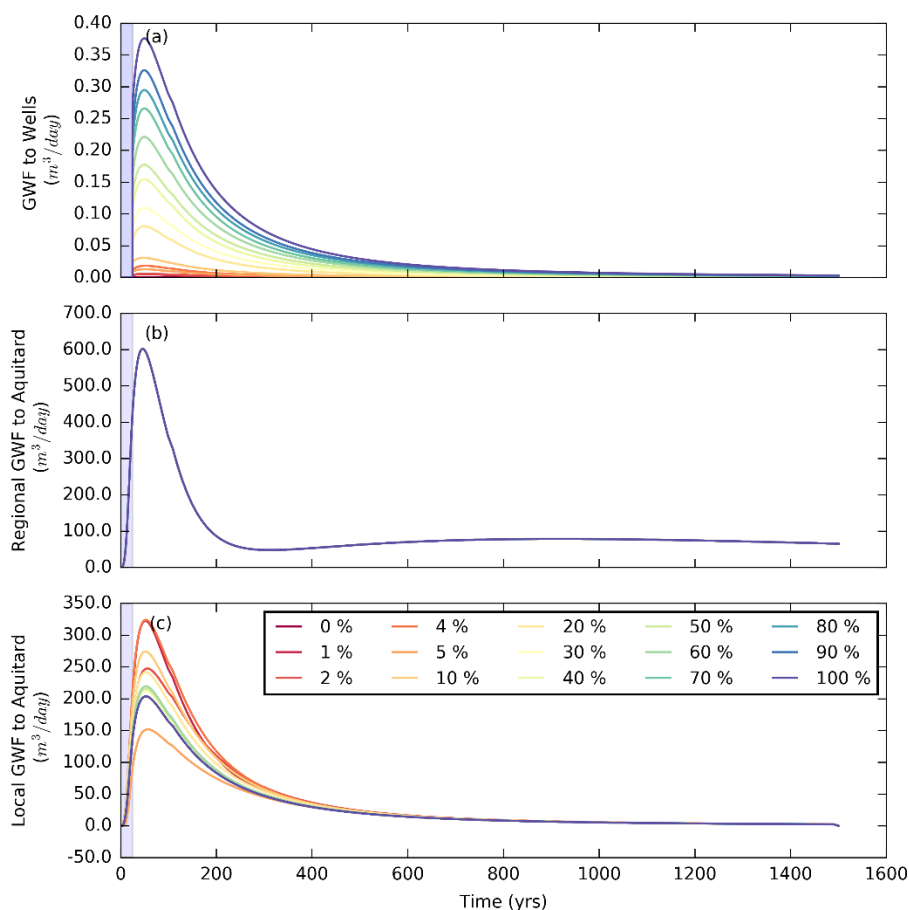 (a)
GWF to Wells
(m³/day)
0.40
0.35
0.30
0.25
0.20
0.15
0.10
0.05
0.00
(b)
Regional GWF to Aquitard
(m³/day)
700.0
600.0
500.0
400.0
300.0
200.0
100.0
0.0
(c)
Local GWF to Aquitard
(m³/day)
350.0
300.0
250.0
200.0
150.0
100.0
50.0
0.0
-50.0
0 % 4 % 20 % 50 % 80 %
1 % 5 % 30 % 60 % 90 %
2 % 10 % 40 % 70 % 100 %
0 200 400 600 800 1000 1200 1400 1600
Time (yrs)